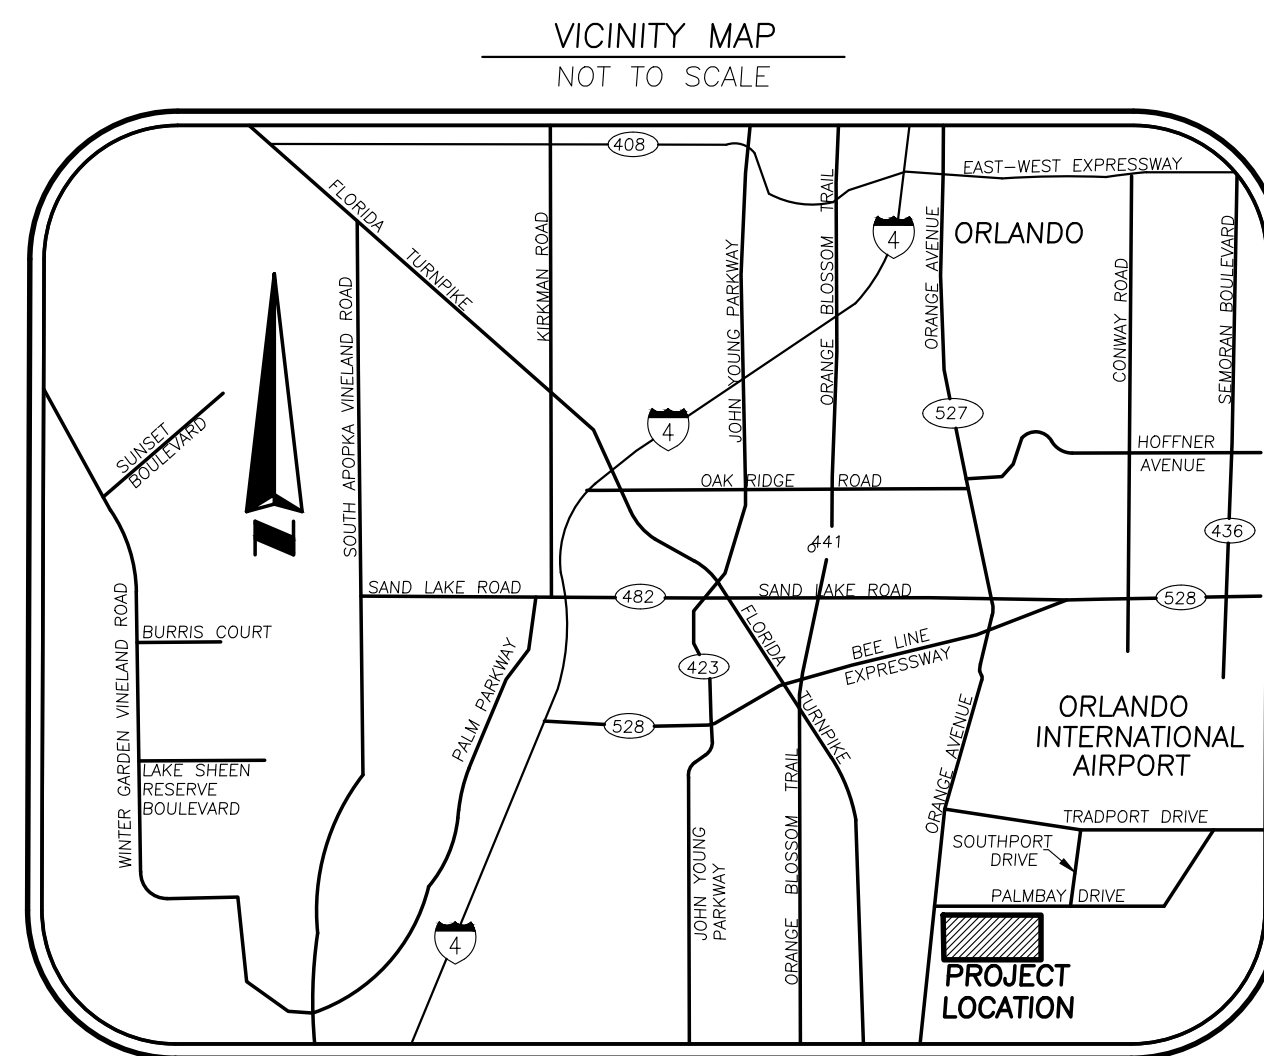 VICINITY MAP
NOT TO SCALE
408
EAST-WEST EXPRESSWAY
FLORIDA
TURNPIKE
KIRKMAN ROAD
JOHN YOUNG PARKWAY
ORANGE BLOSSOM TRAIL
4
ORANGE AVENUE
ORLANDO
CONWAY ROAD
SEMORAN BOULEVARD
SOUTH APOPKA VINELAND ROAD
SUNSET
BOULEVARD
4
527
HOFFNER
AVENUE
OAK RIDGE ROAD
Z
441
436
SAND LAKE ROAD
482
SAND LAKE ROAD
528
WINTER GARDEN VINELAND ROAD
BURRIS COURT
PALM PARKWAY
423
FLORIDA
TURNPIKE
BEE LINE
EXPRESSWAY
528
ORLANDO
INTERNATIONAL
AIRPORT
LAKE SHEEN
RESERVE
BOULEVARD
JOHN YOUNG
PARKWAY
ORANGE BLOSSOM TRAIL
ORANGE AVENUE
TRADPORT DRIVE
SOUTHPORT
DRIVE
PALMBAY DRIVE
4
PROJECT
LOCATION